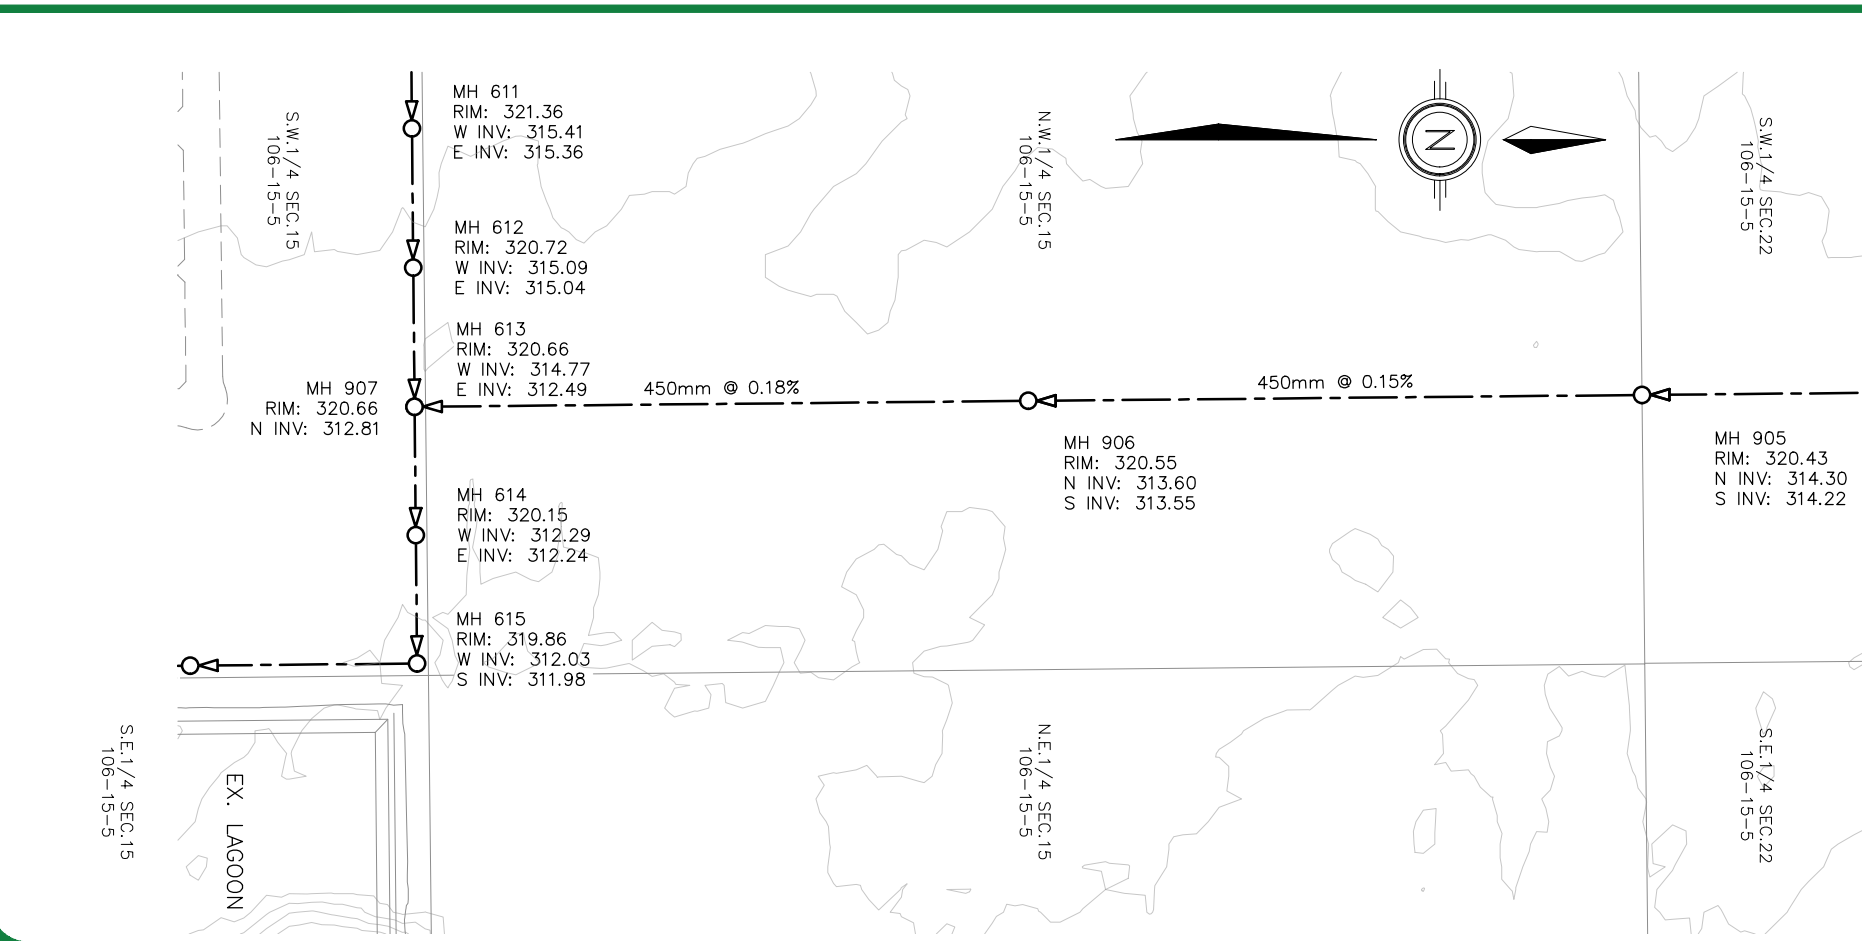 MH 611
RIM: 321.36
W INV: 315.41
E INV: 315.36
S.W.1/4 SEC.15
106-15-5
N.W.1/4 SEC.15
106-15-5
N
S.W.1/4 SEC.22
106-15-5
MH 612
RIM: 320.72
W INV: 315.09
E INV: 315.04
MH 613
RIM: 320.66
W INV: 314.77
E INV: 312.49
MH 907
RIM: 320.66
N INV: 312.81
450mm @ 0.18%
450mm @ 0.15%
MH 906
RIM: 320.55
N INV: 313.60
S INV: 313.55
MH 905
RIM: 320.43
N INV: 314.30
S INV: 314.22
MH 614
RIM: 320.15
W INV: 312.29
E INV: 312.24
MH 615
RIM: 319.86
W INV: 312.03
S INV: 311.98
S.E.1/4 SEC.15
106-15-5
EX. LAGOON
N.E.1/4 SEC.15
106-15-5
S.E.1/4 SEC.22
106-15-5